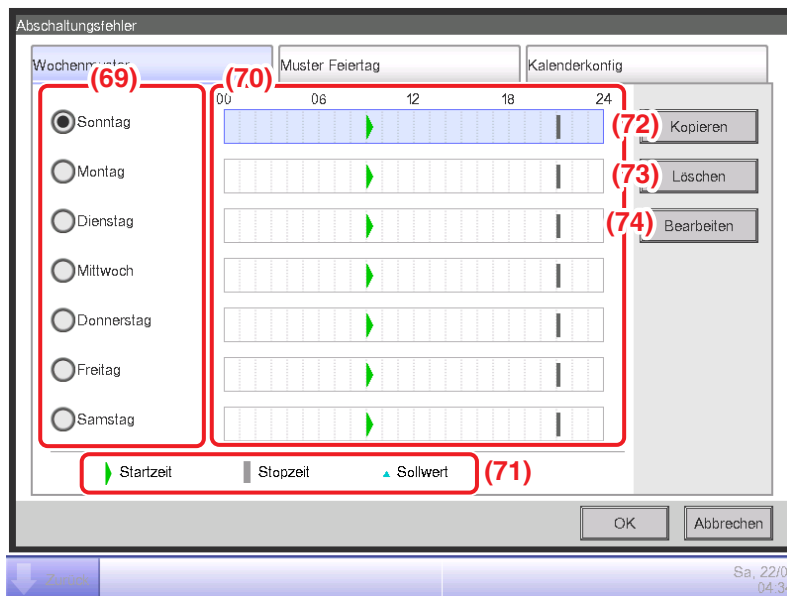 Abschaltungsfehler
Wochenmuster Muster Feiertag Kalenderkonfig
(69) (70)
00 06 12 18 24
Sonntag (72) Kopieren
Montag (73) Löschen
Dienstag (74) Bearbeiten
Mittwoch
Donnerstag
Freitag
Samstag
Startzeit Stopzeit Sollwert (71)
OK Abbrechen
Sa, 22/0
04:34